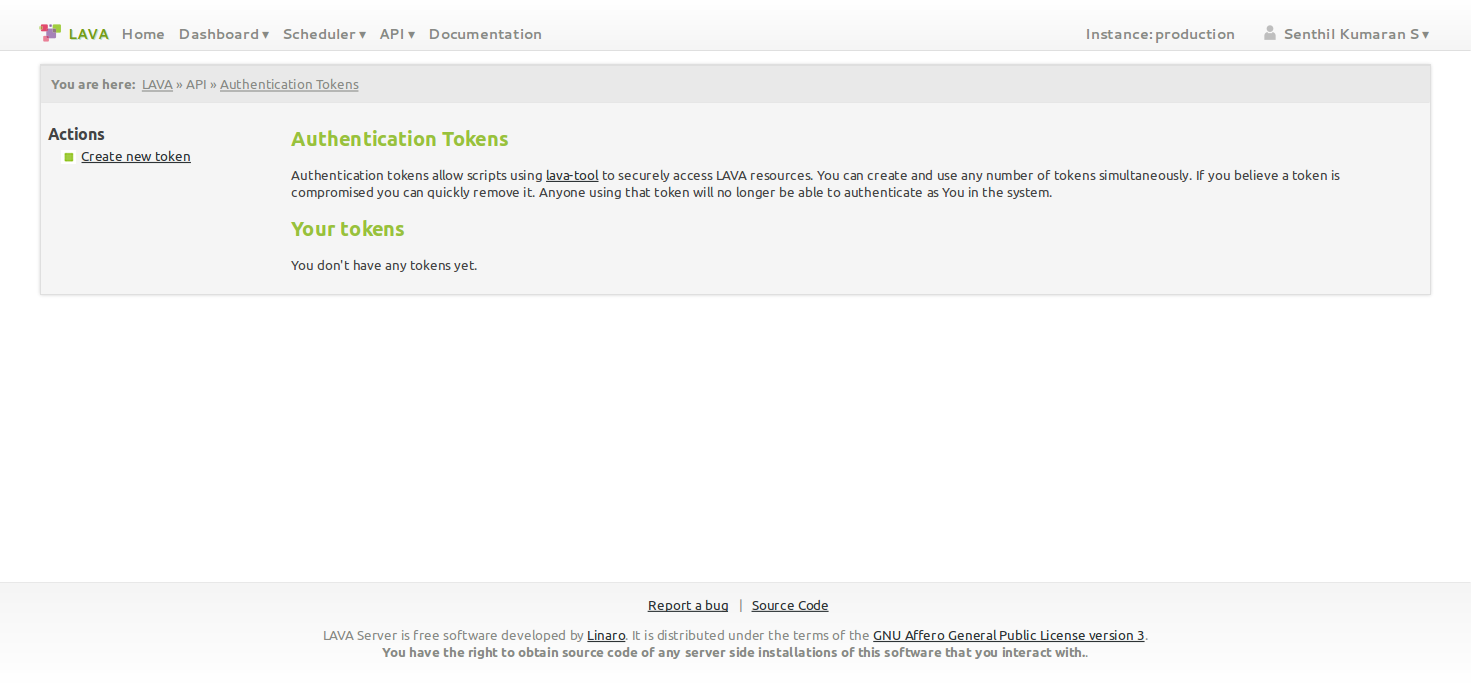 LAVA Home Dashboard ▾ Scheduler ▾ API ▾ Documentation Instance: production Senthil Kumaran S ▾
You are here: LAVA » API » Authentication Tokens
Actions
Create new token
Authentication Tokens
Authentication tokens allow scripts using lava-tool to securely access LAVA resources. You can create and use any number of tokens simultaneously. If you believe a token is
compromised you can quickly remove it. Anyone using that token will no longer be able to authenticate as You in the system.
Your tokens
You don't have any tokens yet.
Report a bug | Source Code
LAVA Server is free software developed by Linaro. It is distributed under the terms of the GNU Affero General Public License version 3.
You have the right to obtain source code of any server side installations of this software that you interact with..